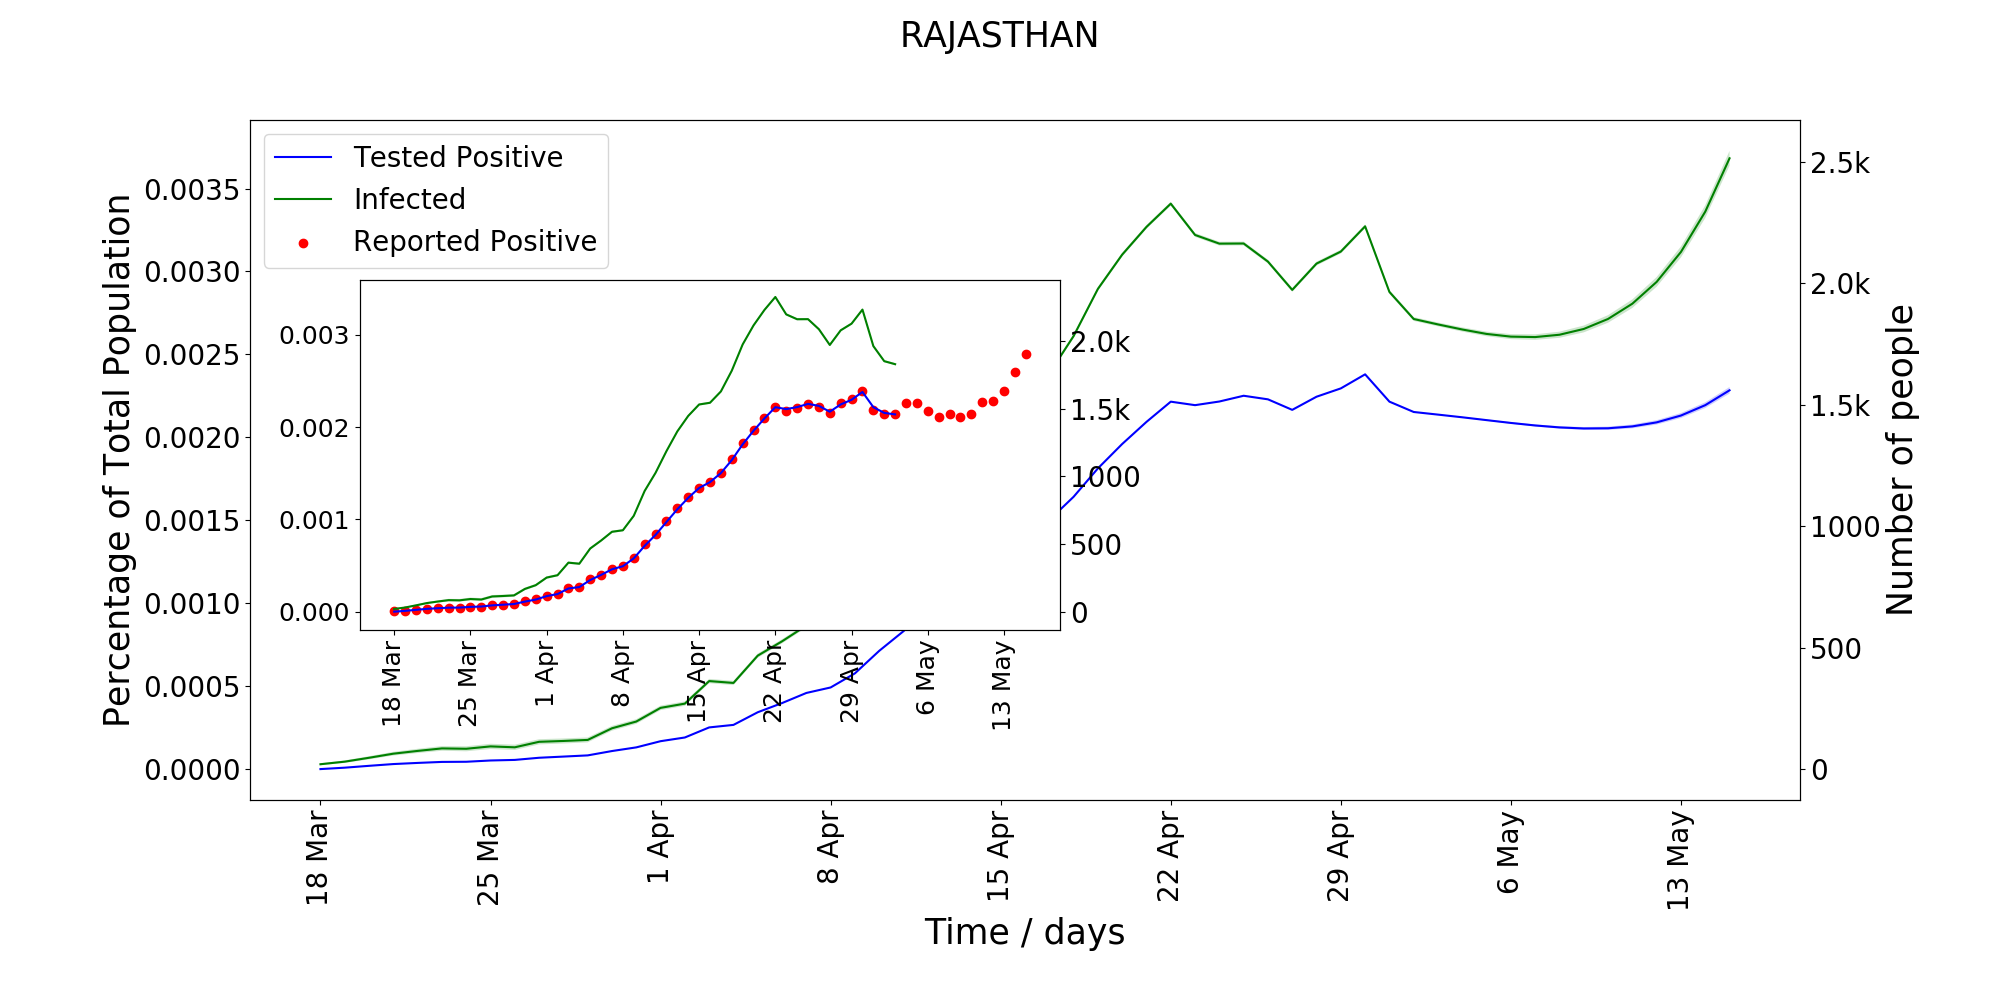 RAJASTHAN
Tested Positive
Infected
Reported Positive
Percentage of Total Population
0.0035
0.0030
0.0025
0.0020
0.0015
0.0010
0.0005
0.0000
2.5k
2.0k
1.5k
1000
500
0
Number of people
0.003
0.002
0.001
0.000
2.0k
1.5k
1000
500
0
18 Mar
25 Mar
1 Apr
8 Apr
15 Apr
22 Apr
29 Apr
6 May
13 May
18 Mar
25 Mar
1 Apr
8 Apr
15 Apr
22 Apr
29 Apr
6 May
13 May
Time / days